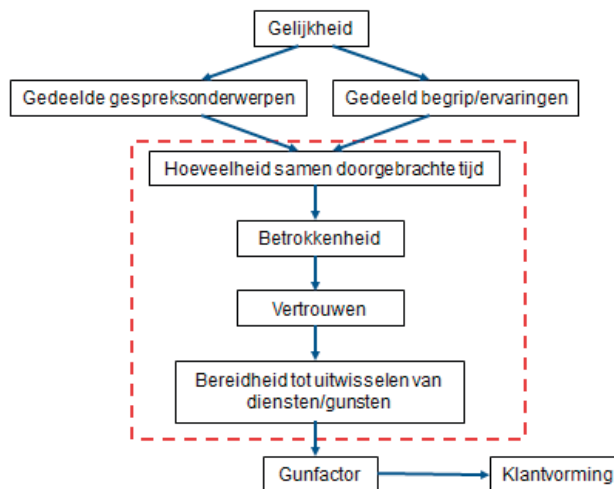 Gelijkheid
Gedeelde gespreksonderwerpen
Gedeeld begrip/ervaringen
Hoeveelheid samen doorgebrachte tijd
Betrokkenheid
Vertrouwen
Bereidheid tot uitwisselen van
diensten/gunsten
Gunfactor
Klantvorming